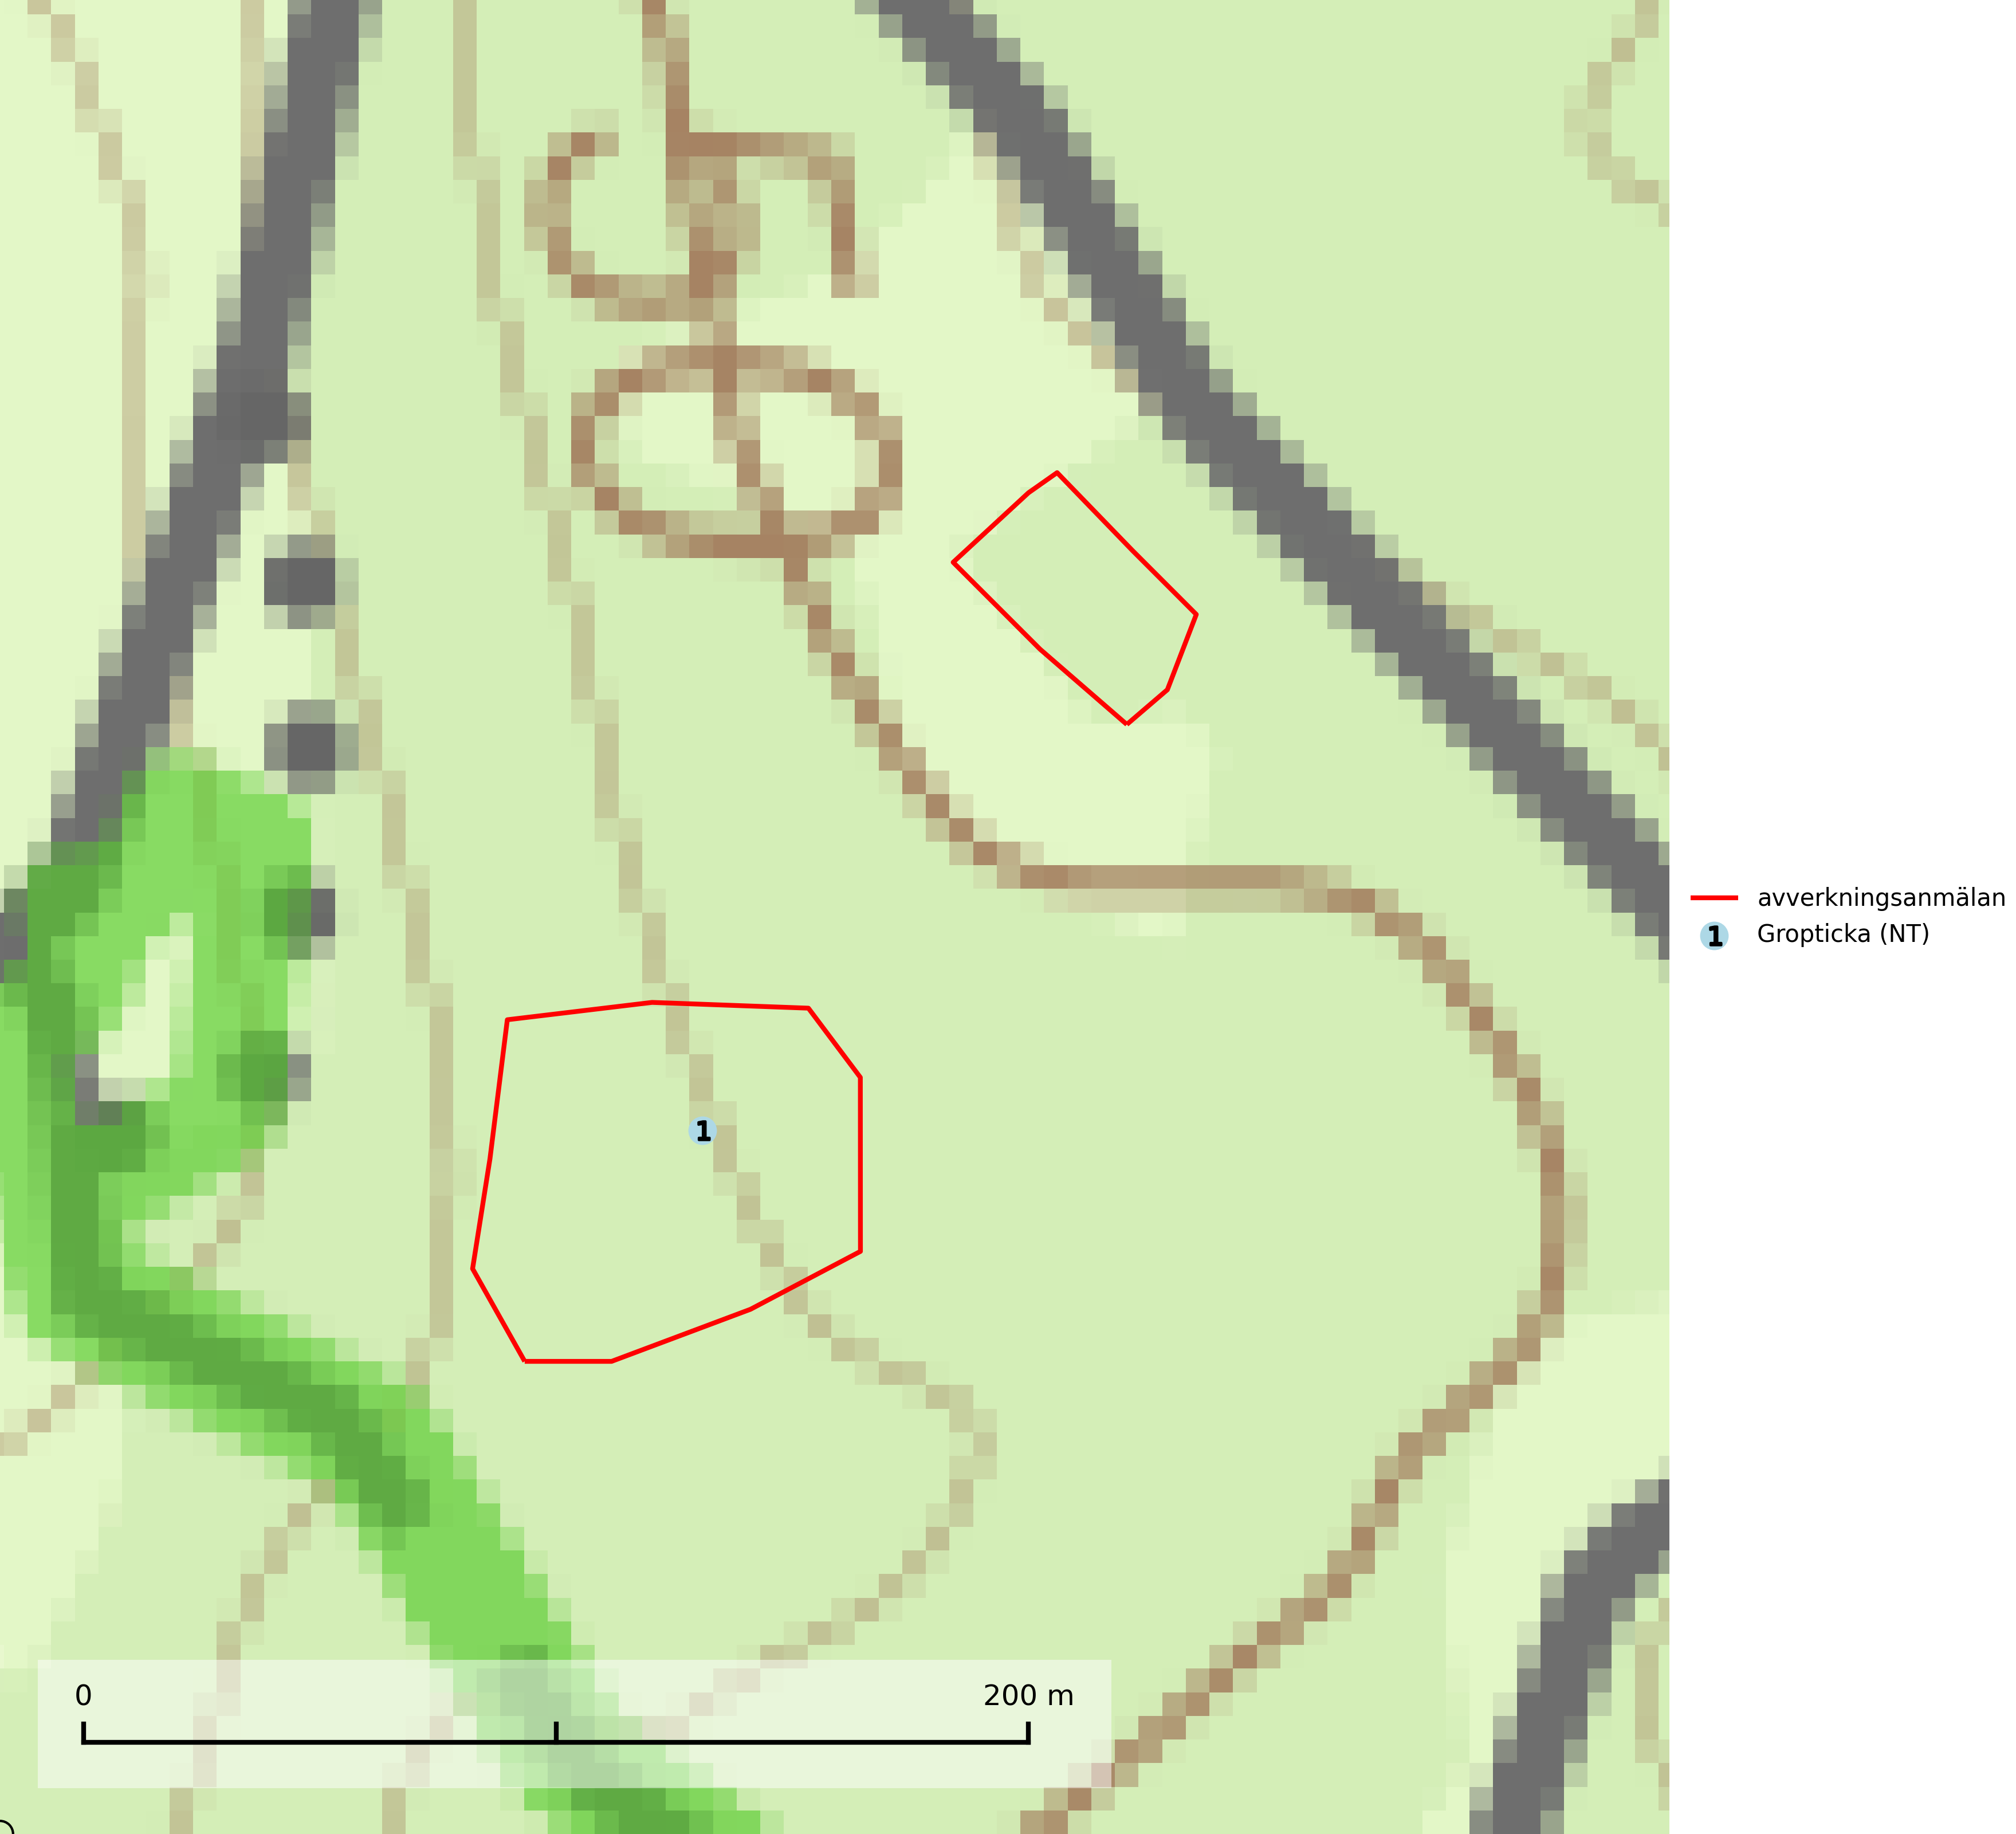 avverkningsanmälan
1 Gropticka (NT)
1
0 200 m